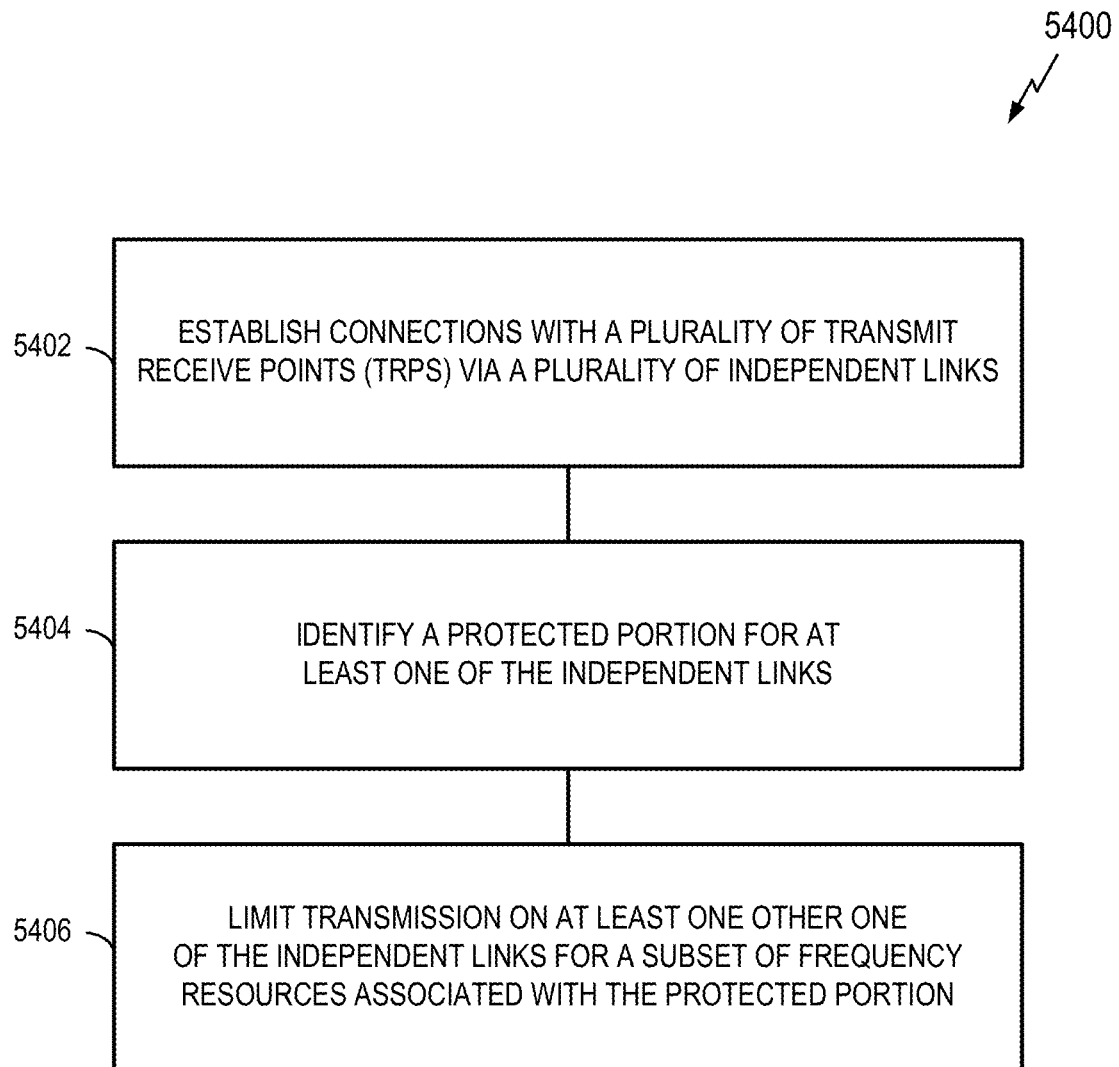 5400
5402
ESTABLISH CONNECTIONS WITH A PLURALITY OF TRANSMIT
RECEIVE POINTS (TRPS) VIA A PLURALITY OF INDEPENDENT LINKS
5404
IDENTIFY A PROTECTED PORTION FOR AT
LEAST ONE OF THE INDEPENDENT LINKS
5406
LIMIT TRANSMISSION ON AT LEAST ONE OTHER ONE
OF THE INDEPENDENT LINKS FOR A SUBSET OF FREQUENCY
RESOURCES ASSOCIATED WITH THE PROTECTED PORTION